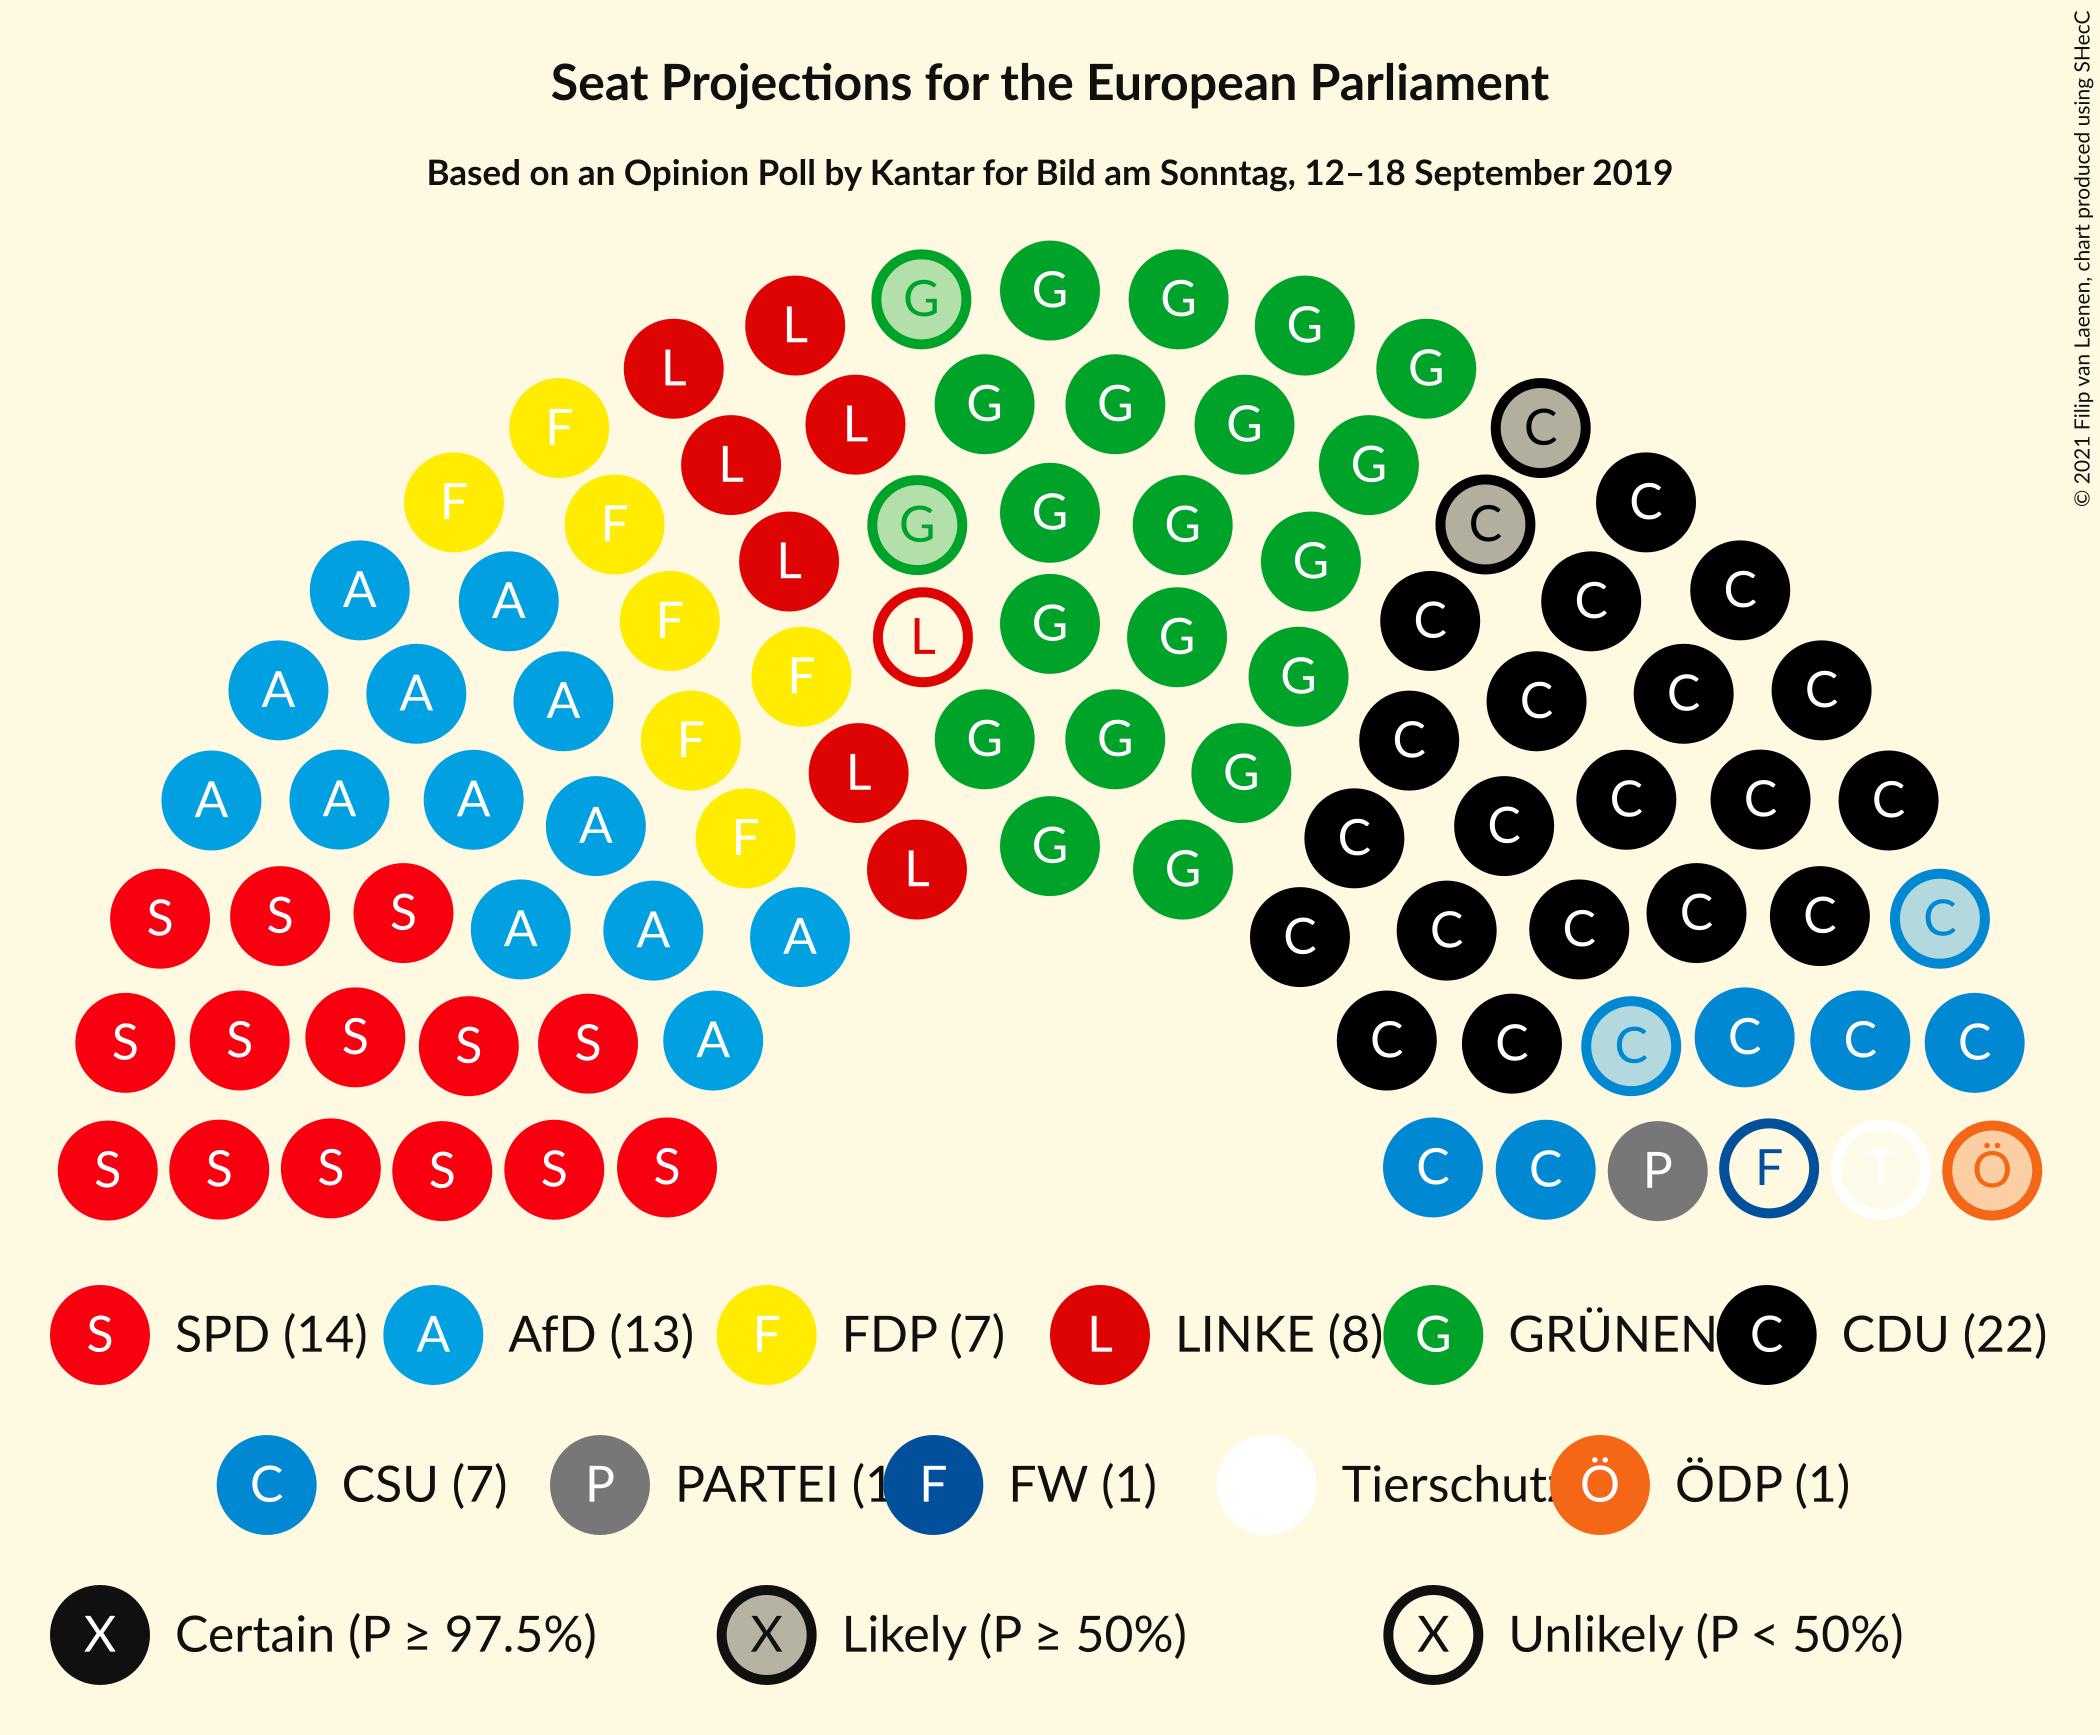 Seat Projections for the European Parliament
Based on an Opinion Poll by Kantar for Bild am Sonntag, 12–18 September 2019
© 2021 Filip van Laenen, chart produced using SHecC
G G G G G
L L G G G G C
F L L G G G G C C
F F L G G G G C C C
A A F L G G G C C C
A A A F F L G G G C C C C
A A A A F L G G C C C C C
S S S A A A C C C C C C
S S S S S A C C C C C C
S S S S S S C C P F T Ö
S SPD (14) A AfD (13) F FDP (7) L LINKE (8) G GRÜNEN C CDU (22)
C CSU (7) P PARTEI (1 F FW (1) Tierschutz Ö ÖDP (1)
X Certain (P ≥ 97.5%) X Likely (P ≥ 50%) X Unlikely (P < 50%)